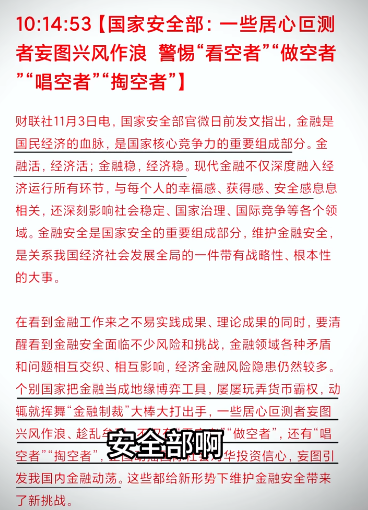 10:14:53【国家安全部：一些居心叵测
者妄图兴风作浪 警惕“看空者”“做空者
”“唱空者”“掏空者”】
财联社11月3日电，国家安全部官微日前发文指出，金融是
国民经济的血脉，是国家核心竞争力的重要组成部分。金
融活，经济活；金融稳，经济稳。现代金融不仅深度融入经
济运行所有环节，与每个人的幸福感、获得感、安全感息息
相关，还深刻影响社会稳定、国家治理、国际竞争等各个领
域。金融安全是国家安全的重要组成部分，维护金融安全，
是关系我国经济社会发展全局的一件带有战略性、根本性
的大事。
在看到金融工作来之不易实践成果、理论成果的同时，要清
醒看到金融安全面临不少风险和挑战，金融领域各种矛盾
和问题相互交织、相互影响，经济金融风险隐患仍然较多。
个别国家把金融当成地缘博弈工具，屡屡玩弄货币霸权，动
辄就挥舞“金融制裁”大棒大打出手，一些居心叵测者妄图
兴风作浪、趁乱 “做空者”，还有“唱
空者”“掏空者”， 华投资信心，妄图引
发我国内金融动荡。这些都给新形势下维护金融安全带来
了新挑战。
安全部啊